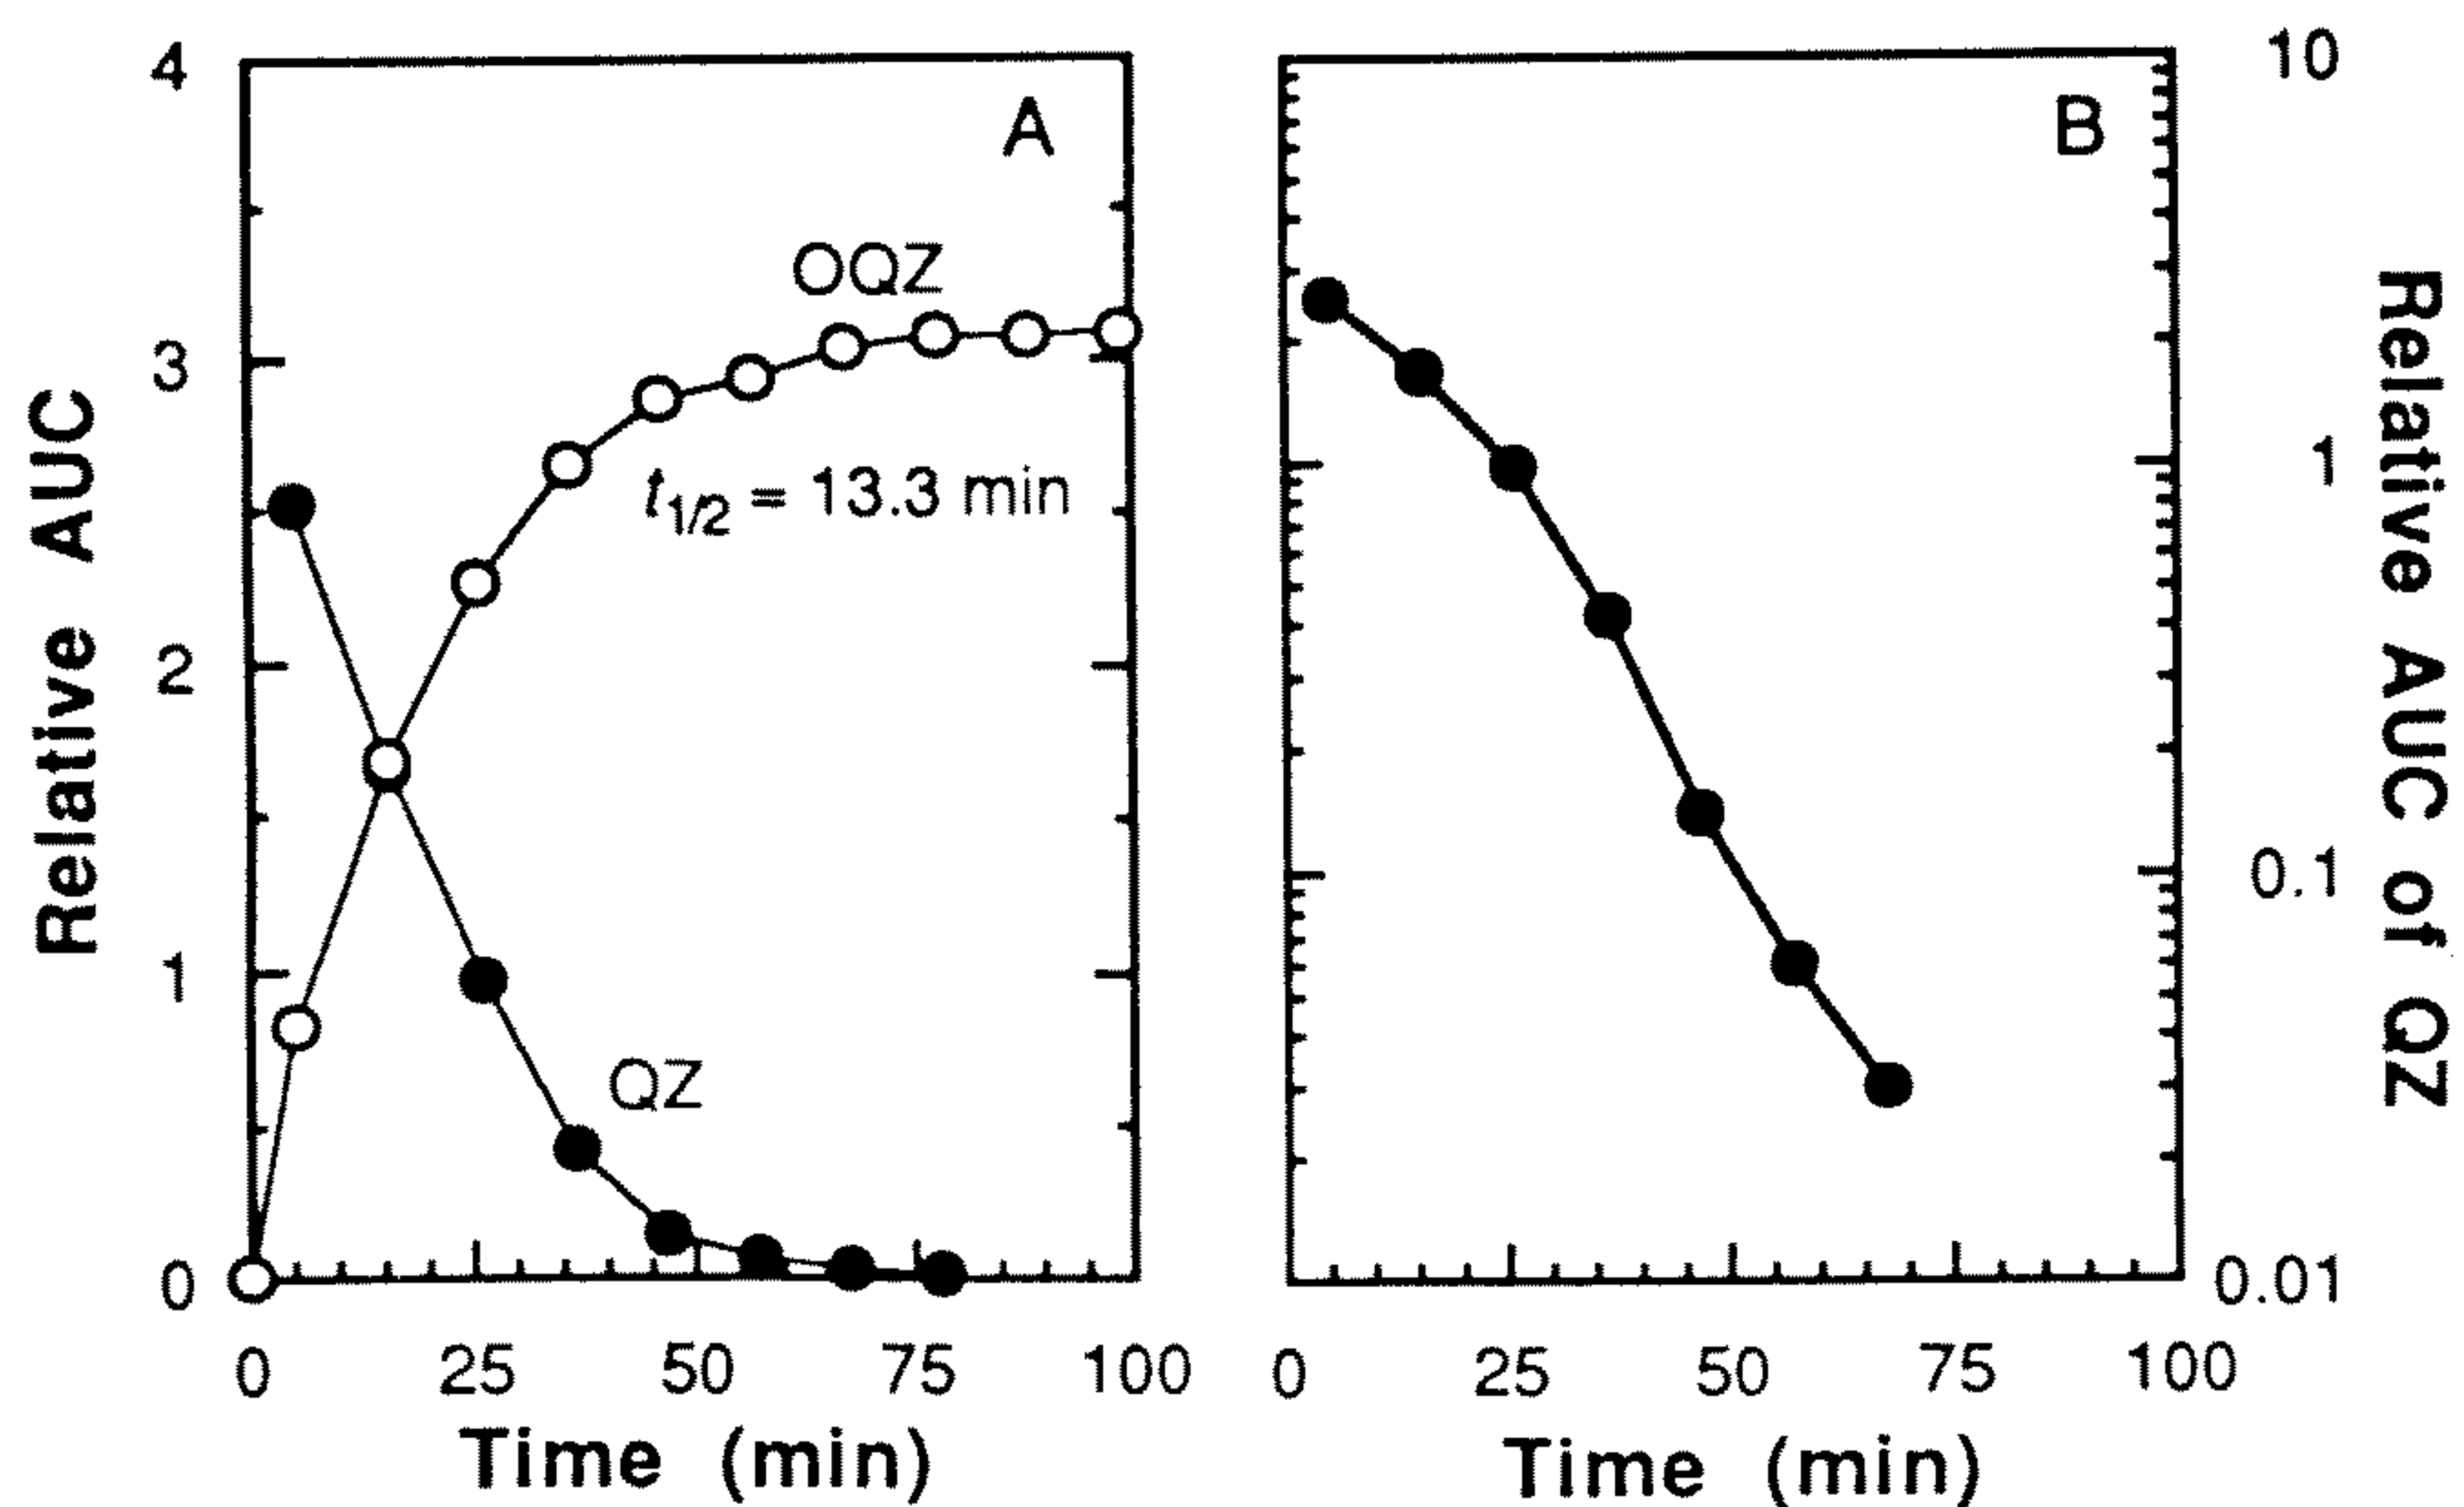 Relative AUC
4
3
2
1
0
A
OQZ
t1/2 = 13.3 min
QZ
0 25 50 75 100
Time (min)
B
10
1
0.1
0.01
Relative AUC of QZ
0 25 50 75 100
Time (min)